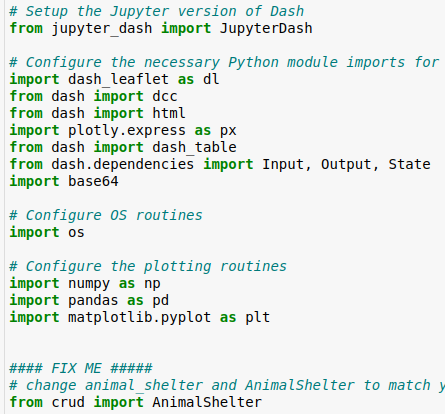 # Setup the Jupyter version of Dash
from jupyter_dash import JupyterDash
# Configure the necessary Python module imports for
import dash_leaflet as dl
from dash import dcc
from dash import html
import plotly.express as px
from dash import dash_table
from dash.dependencies import Input, Output, State
import base64
# Configure OS routines
import os
# Configure the plotting routines
import numpy as np
import pandas as pd
import matplotlib.pyplot as plt
#### FIX ME #####
# change animal_shelter and AnimalShelter to match y
from crud import AnimalShelter